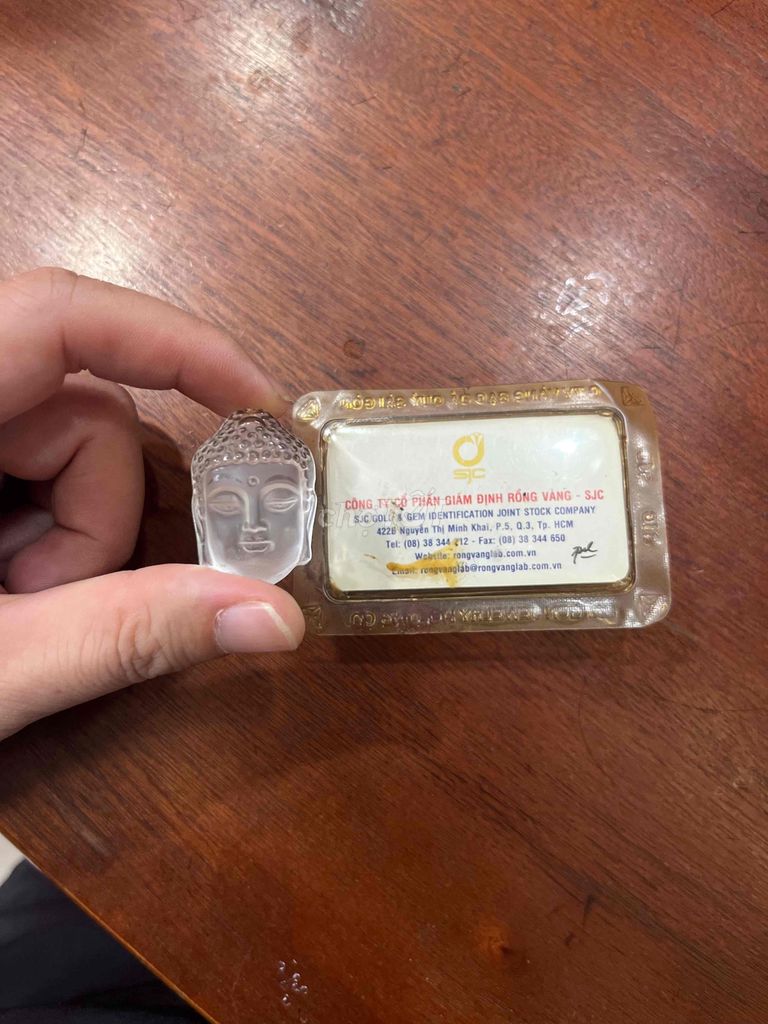 SJC
CÔNG TY CỔ PHẦN GIÁM ĐỊNH RỒNG VÀNG - SJC
SJC GOLD & GEM IDENTIFICATION JOINT STOCK COMPANY
422B Nguyễn Thị Minh Khai, P.5, Q.3, Tp. HCM
Tel: (08) 38 344 212 - Fax: (08) 38 344 650
Website: rongvanglab.com.vn
Email: rongvanglab@rongvanglab.com.vn